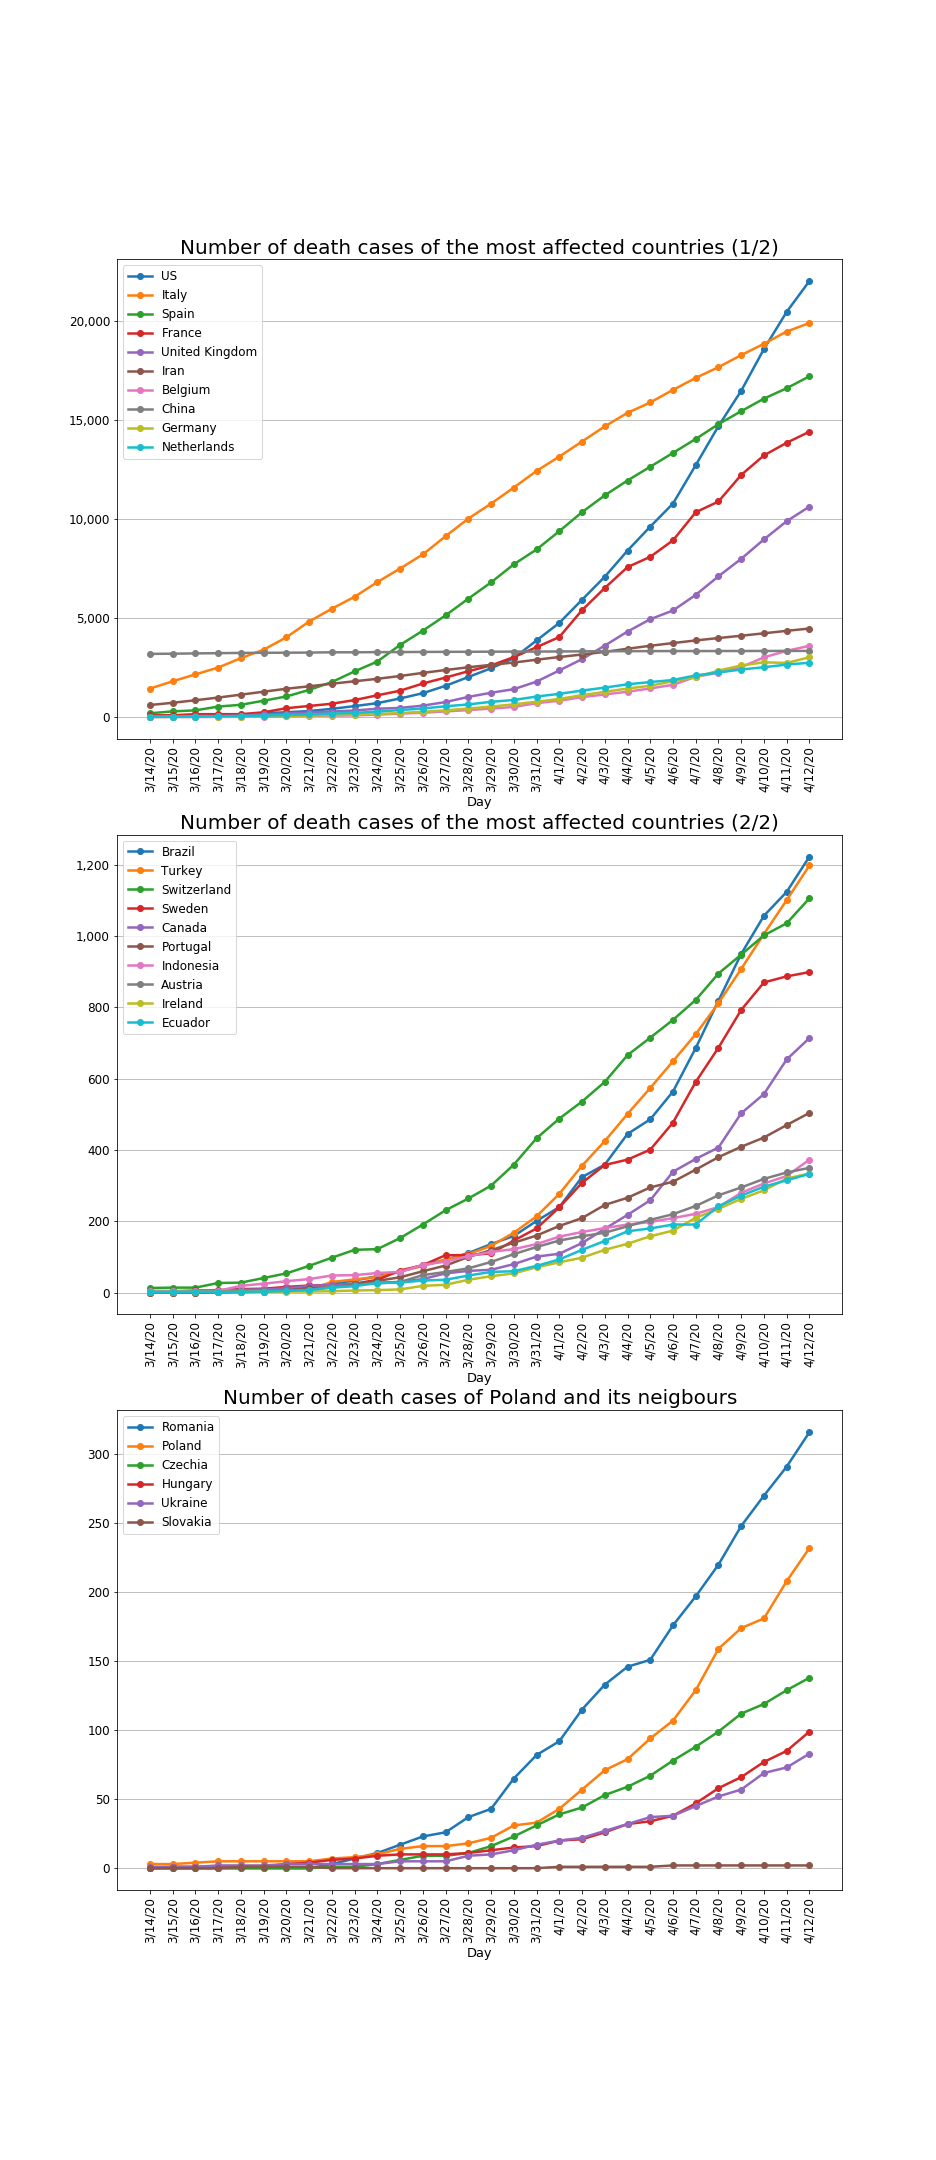 Number of death cases of the most affected countries (1/2)
US
Italy
Spain
France
United Kingdom
Iran
Belgium
China
Germany
Netherlands
20,000
15,000
10,000
5,000
0
3/14/20 3/15/20 3/16/20 3/17/20 3/18/20 3/19/20 3/20/20 3/21/20 3/22/20 3/23/20 3/24/20 3/25/20 3/26/20 3/27/20 3/28/20 3/29/20 3/30/20 3/31/20 4/1/20 4/2/20 4/3/20 4/4/20 4/5/20 4/6/20 4/7/20 4/8/20 4/9/20 4/10/20 4/11/20 4/12/20
Day
Number of death cases of the most affected countries (2/2)
Brazil
Turkey
Switzerland
Sweden
Canada
Portugal
Indonesia
Austria
Ireland
Ecuador
1,200
1,000
800
600
400
200
0
3/14/20 3/15/20 3/16/20 3/17/20 3/18/20 3/19/20 3/20/20 3/21/20 3/22/20 3/23/20 3/24/20 3/25/20 3/26/20 3/27/20 3/28/20 3/29/20 3/30/20 3/31/20 4/1/20 4/2/20 4/3/20 4/4/20 4/5/20 4/6/20 4/7/20 4/8/20 4/9/20 4/10/20 4/11/20 4/12/20
Day
Number of death cases of Poland and its neigbours
Romania
Poland
Czechia
Hungary
Ukraine
Slovakia
300
250
200
150
100
50
0
3/14/20 3/15/20 3/16/20 3/17/20 3/18/20 3/19/20 3/20/20 3/21/20 3/22/20 3/23/20 3/24/20 3/25/20 3/26/20 3/27/20 3/28/20 3/29/20 3/30/20 3/31/20 4/1/20 4/2/20 4/3/20 4/4/20 4/5/20 4/6/20 4/7/20 4/8/20 4/9/20 4/10/20 4/11/20 4/12/20
Day